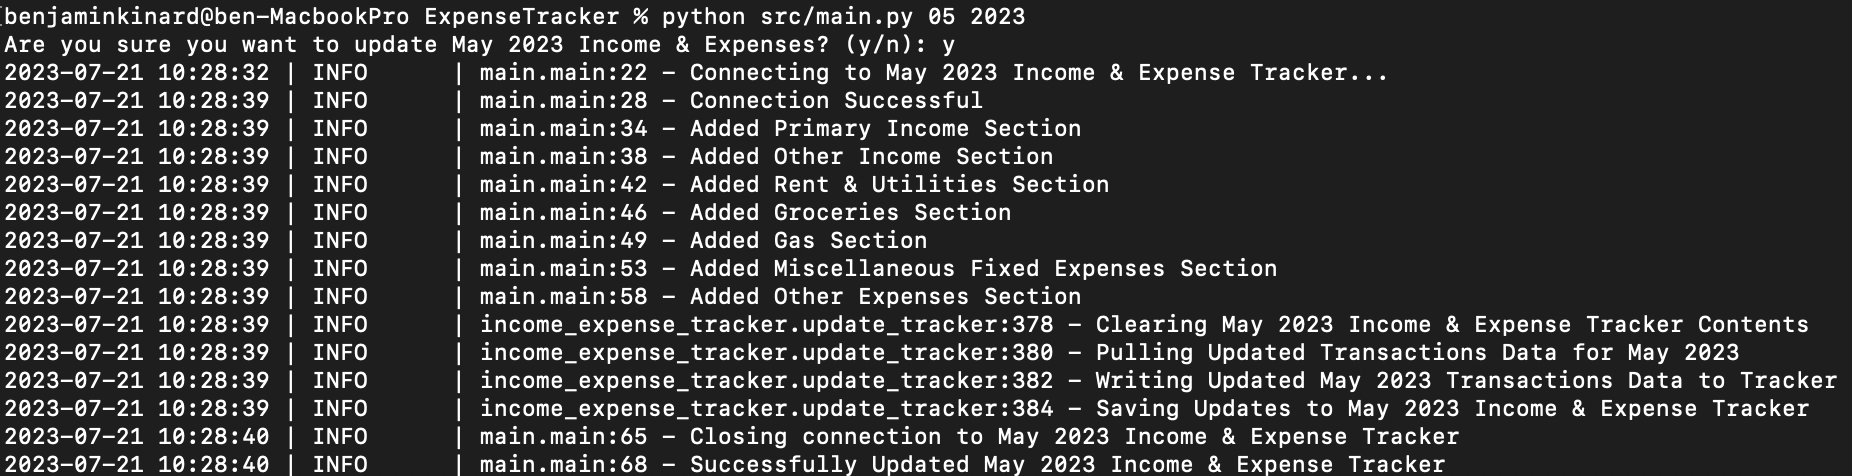 benjaminkinard@ben-MacbookPro ExpenseTracker % python src/main.py 05 2023
Are you sure you want to update May 2023 Income & Expenses? (y/n): y
2023-07-21 10:28:32 | INFO     | main.main:22 - Connecting to May 2023 Income & Expense Tracker...
2023-07-21 10:28:39 | INFO     | main.main:28 - Connection Successful
2023-07-21 10:28:39 | INFO     | main.main:34 - Added Primary Income Section
2023-07-21 10:28:39 | INFO     | main.main:38 - Added Other Income Section
2023-07-21 10:28:39 | INFO     | main.main:42 - Added Rent & Utilities Section
2023-07-21 10:28:39 | INFO     | main.main:46 - Added Groceries Section
2023-07-21 10:28:39 | INFO     | main.main:49 - Added Gas Section
2023-07-21 10:28:39 | INFO     | main.main:53 - Added Miscellaneous Fixed Expenses Section
2023-07-21 10:28:39 | INFO     | main.main:58 - Added Other Expenses Section
2023-07-21 10:28:39 | INFO     | income_expense_tracker.update_tracker:378 - Clearing May 2023 Income & Expense Tracker Contents
2023-07-21 10:28:39 | INFO     | income_expense_tracker.update_tracker:380 - Pulling Updated Transactions Data for May 2023
2023-07-21 10:28:39 | INFO     | income_expense_tracker.update_tracker:382 - Writing Updated May 2023 Transactions Data to Tracker
2023-07-21 10:28:39 | INFO     | income_expense_tracker.update_tracker:384 - Saving Updates to May 2023 Income & Expense Tracker
2023-07-21 10:28:40 | INFO     | main.main:65 - Closing connection to May 2023 Income & Expense Tracker
2023-07-21 10:28:40 | INFO     | main.main:68 - Successfully Updated May 2023 Income & Expense Tracker